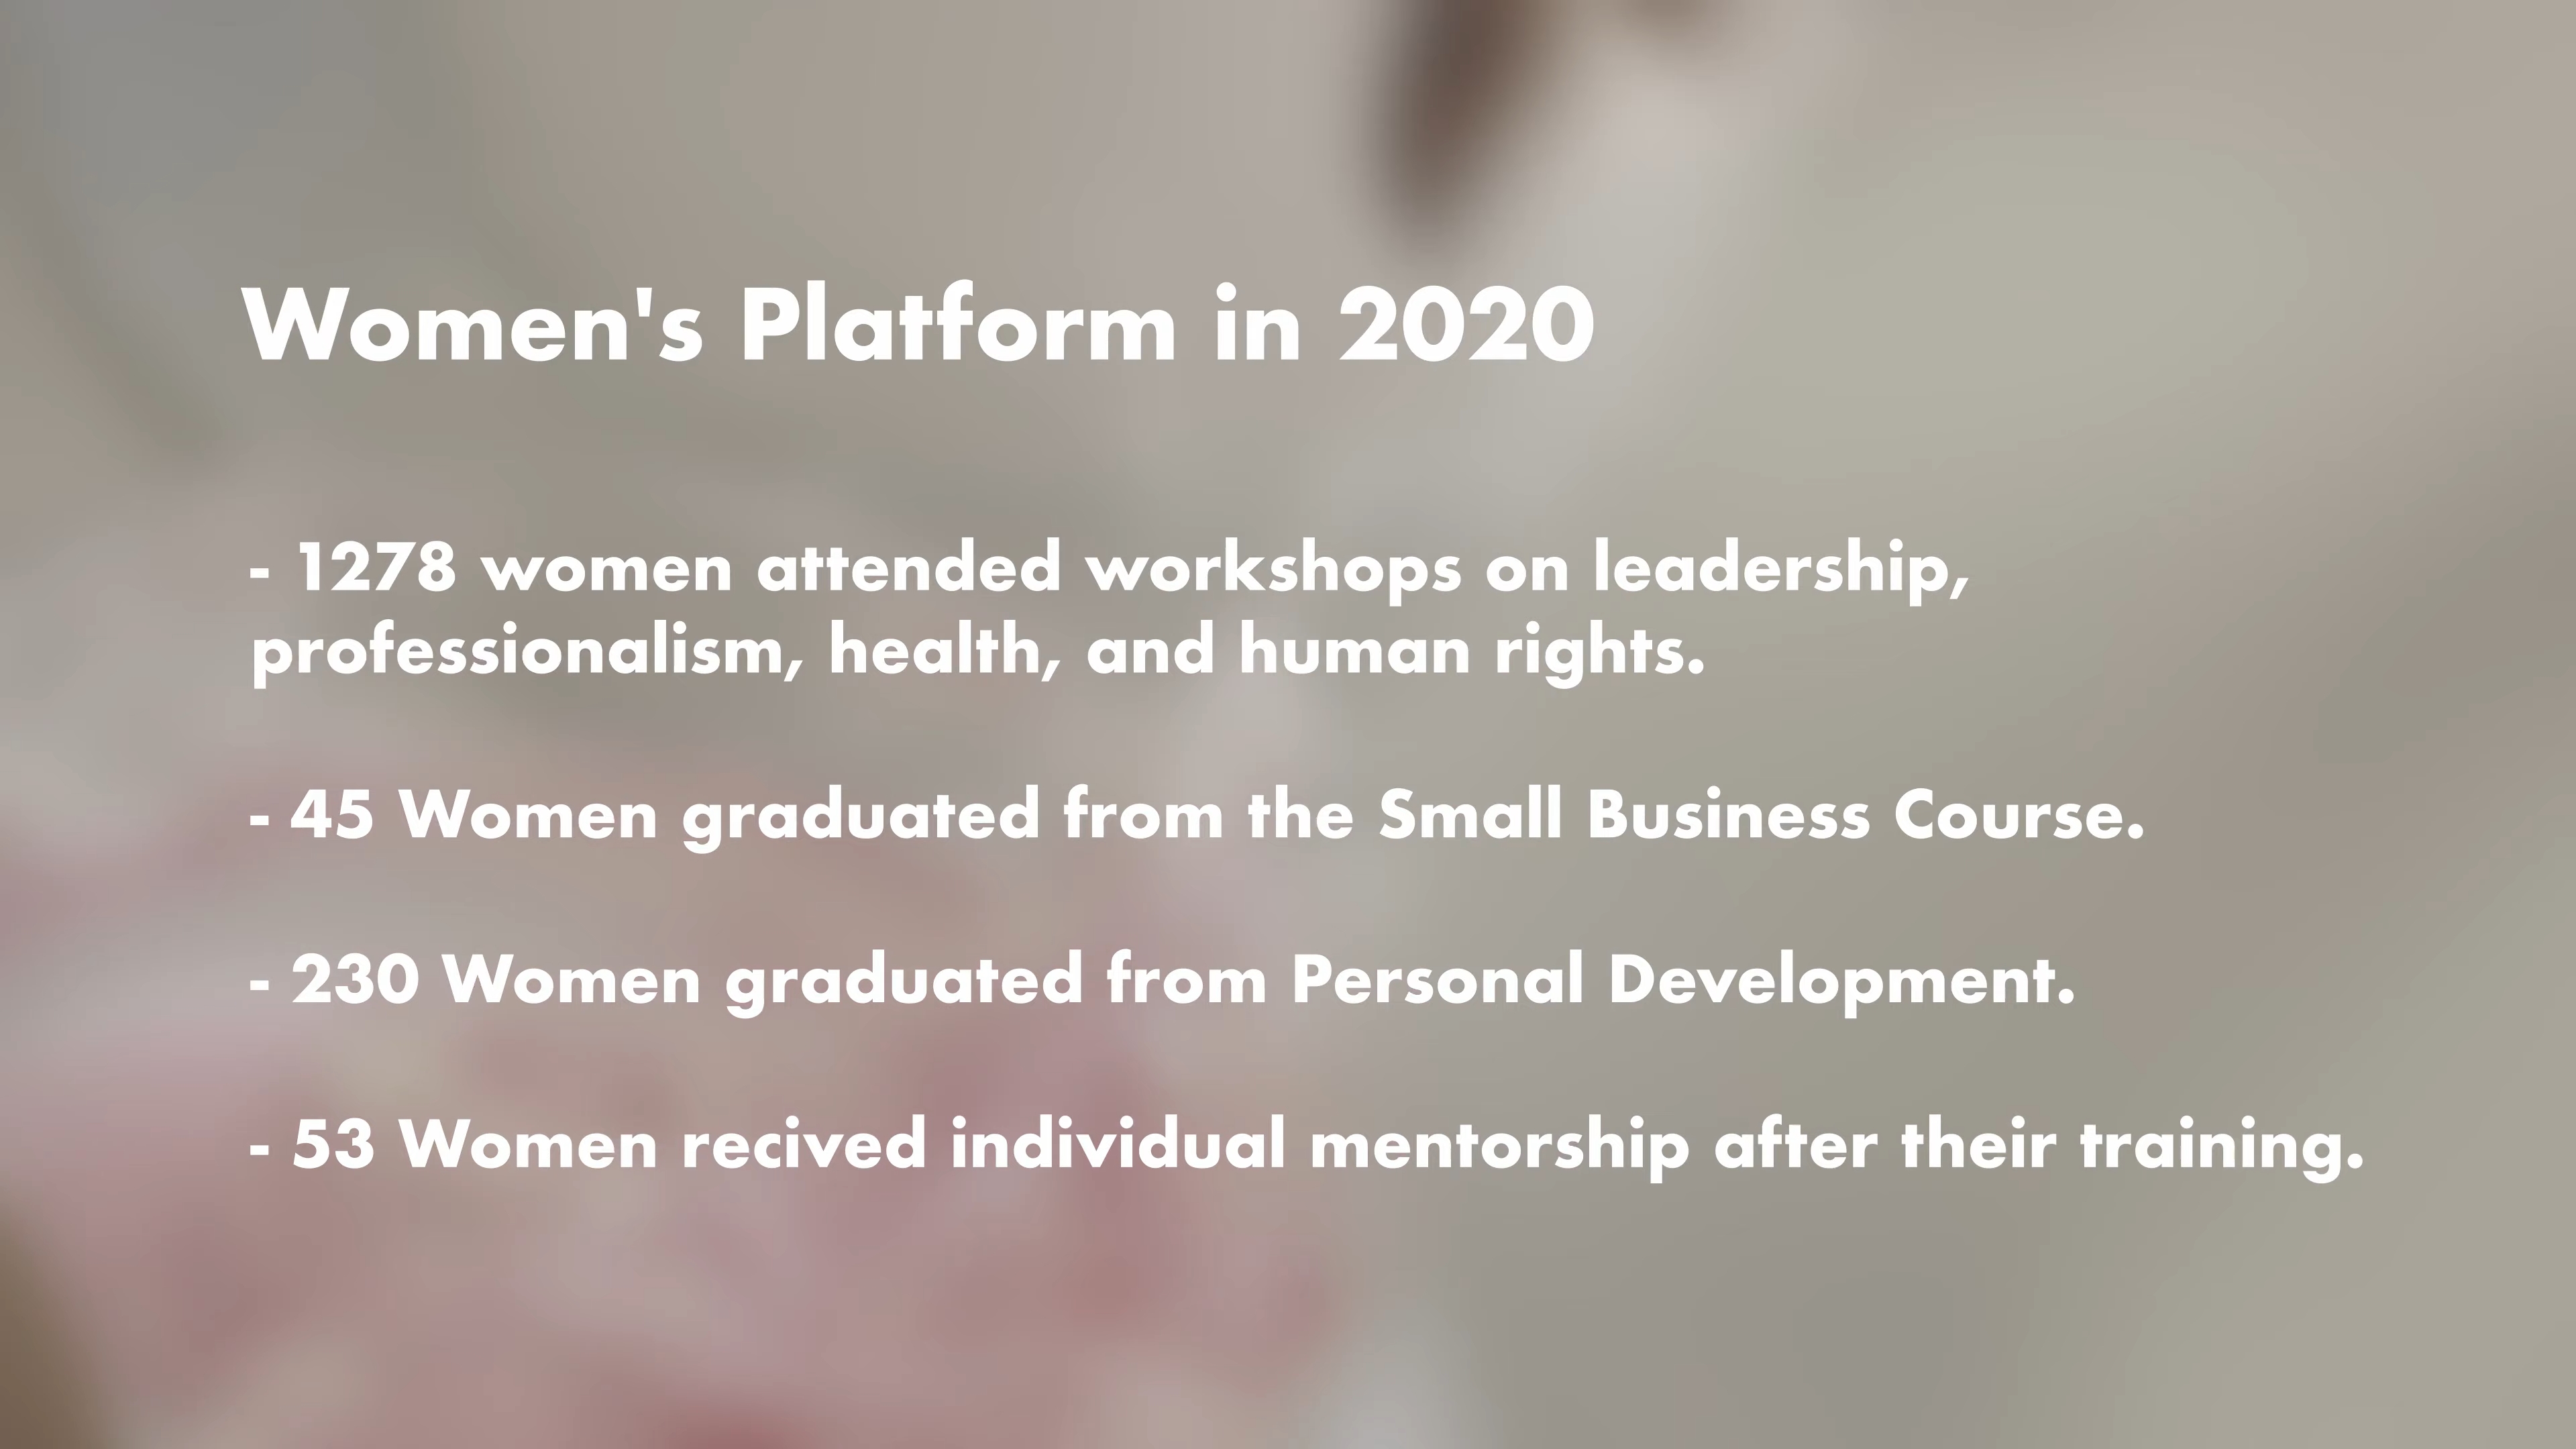 Women's Platform in 2020
- 1278 women attended workshops on leadership,
professionalism, health, and human rights.
- 45 Women graduated from the Small Business Course.
- 230 Women graduated from Personal Development.
- 53 Women recived individual mentorship after their training.